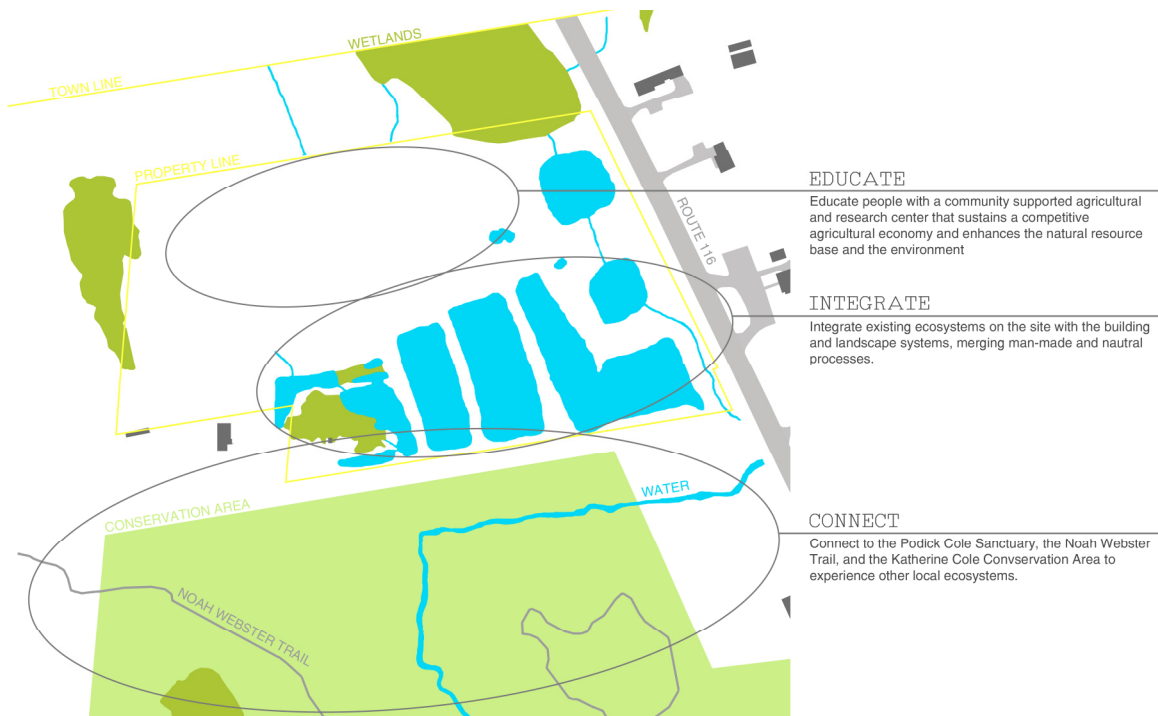 WETLANDS
TOWN LINE
PROPERTY LINE
ROUTE 116
EDUCATE
Educate people with a community supported agricultural
and research center that sustains a competitive
agricultural economy and enhances the natural resource
base and the environment
INTEGRATE
Integrate existing ecosystems on the site with the building
and landscape systems, merging man-made and nautral
processes.
WATER
CONSERVATION AREA
NOAH WEBSTER TRAIL
CONNECT
Connect to the Podick Cole Sanctuary, the Noah Webster
Trail, and the Katherine Cole Convservation Area to
experience other local ecosystems.